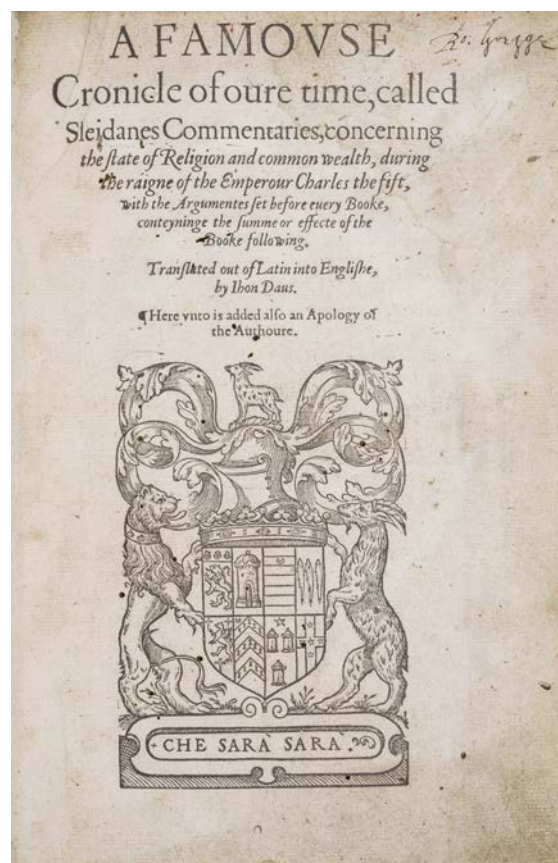 A FAMOVSE
Cronicle of oure time, called
Sleidanes Commentaries, concerning
the ſtate of Religion and common wealth, during
the raigne of the Emperour Charles the fift,
with the Argumentes ſet before euery Booke,
conteyninge the ſumme or effecte of the
Booke following.
Tranſlated out of Latin into Engliſhe,
by Ihon Daus.
¶ Here vnto is added alſo an Apology of
the Authoure.
CHE SARA SARA.